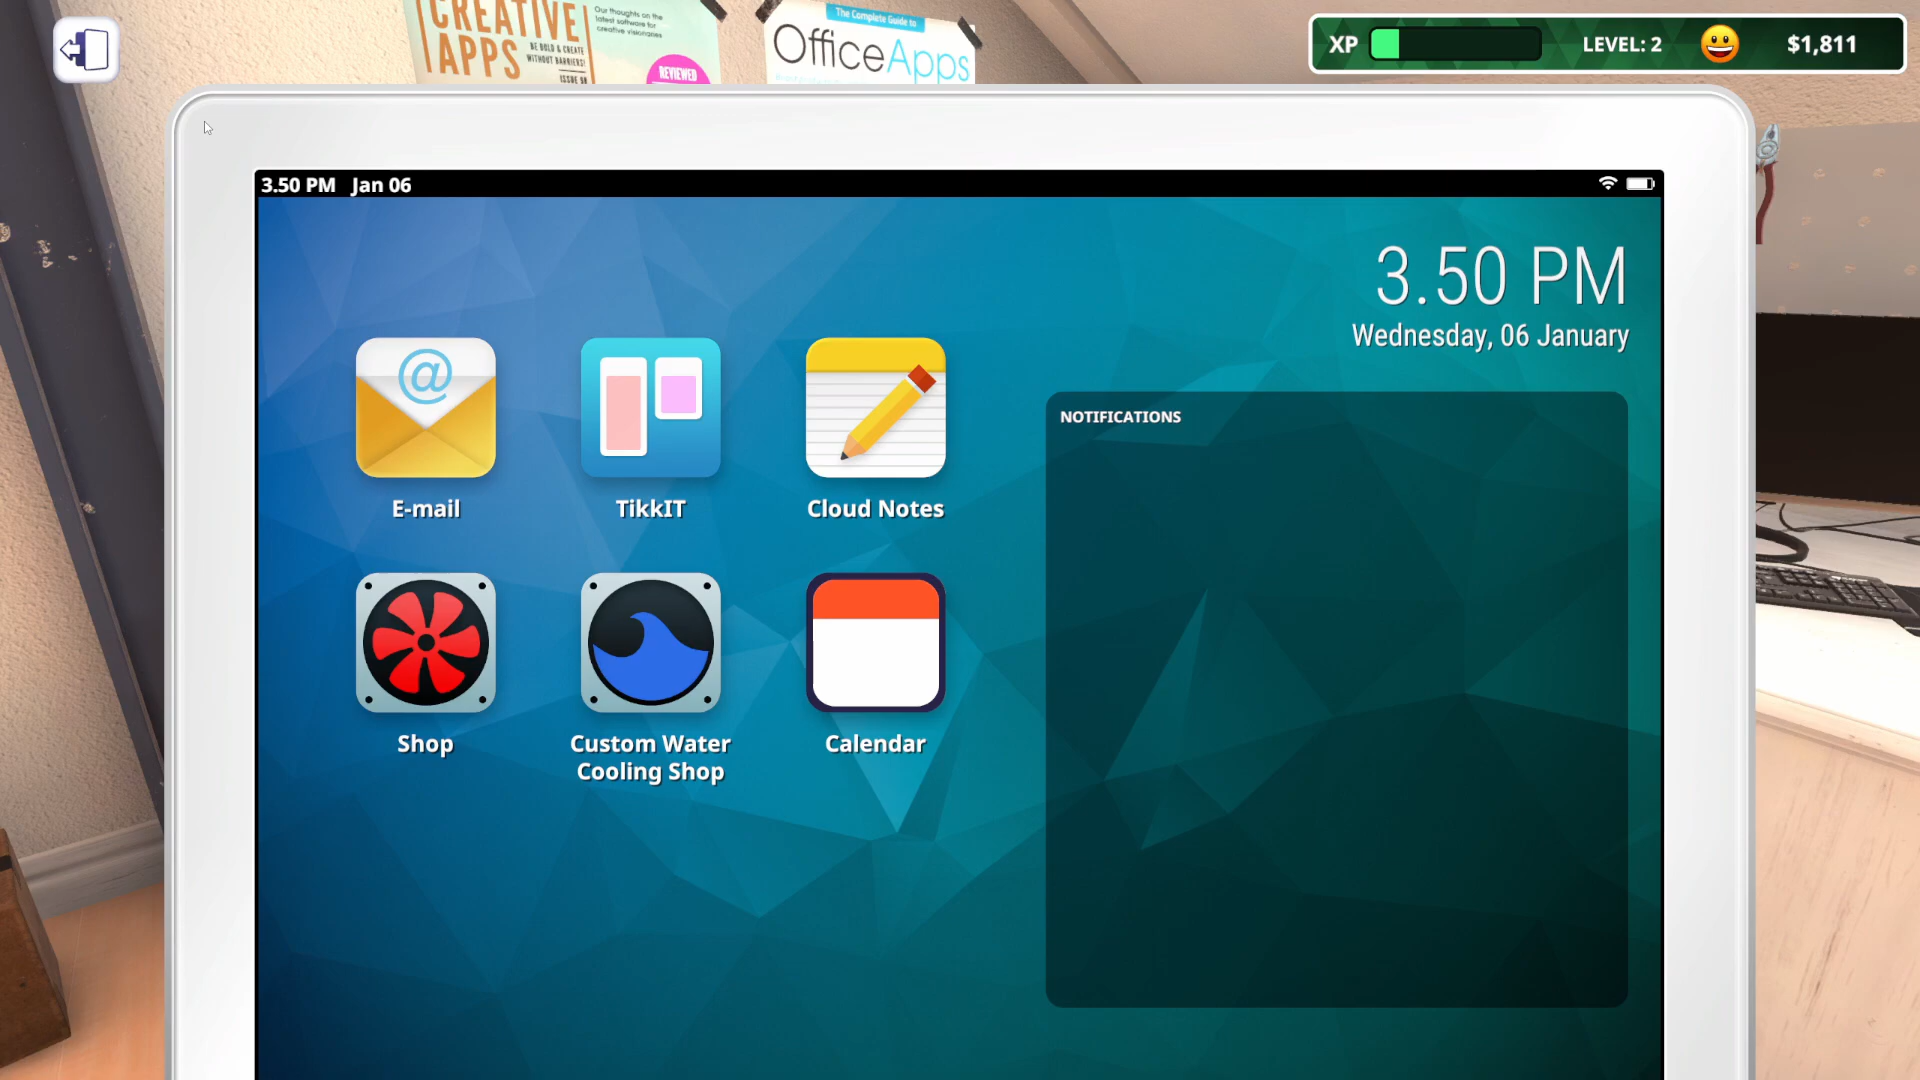 CREATIVE
APPS
BE BOLD & CREATE
WITHOUT BARRIERS!
ISSUE 98
Our thoughts on the
latest software for
creative visionaries
REVIEWED
The Complete Guide to
OfficeApps
XP
LEVEL: 2
$1,811
3.50 PM Jan 06
3.50 PM
Wednesday, 06 January
NOTIFICATIONS
E-mail
TikkIT
Cloud Notes
Shop
Custom Water
Cooling Shop
Calendar